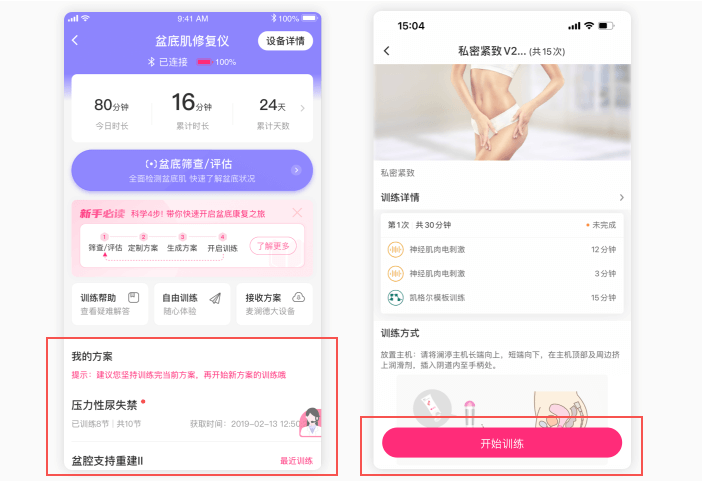 9:41 AM
100%
盆底肌修复仪
设备详情
已连接
100%
80分钟
16分钟
24天
今日时长
累计时长
累计天数
盆底筛查/评估
全面检测盆底肌 快速了解盆底状况
新手必读 科学4步! 带你快速开启盆底康复之旅
1
2
3
4
筛查/评估
定制方案
生成方案
开启训练
了解更多
训练帮助
查看疑难解答
自由训练
随心体验
接收方案
麦澜德大设备
我的方案
提示：建议您坚持训练完当前方案，再开始新方案的训练哦
压力性尿失禁
已训练8节 | 共10节
获取时间：2019-02-13 12:50
盆腔支持重建II
最近训练
15:04
私密紧致 V2... (共15次)
私密紧致
训练详情
第1次 共30分钟
未完成
神经肌肉电刺激
12分钟
神经肌肉电刺激
3分钟
凯格尔模板训练
15分钟
训练方式
放置主机：请将澜渟主机长端向上，短端向下，在主机顶部及周边挤
上润滑剂，插入阴道内至手柄处。
开始训练